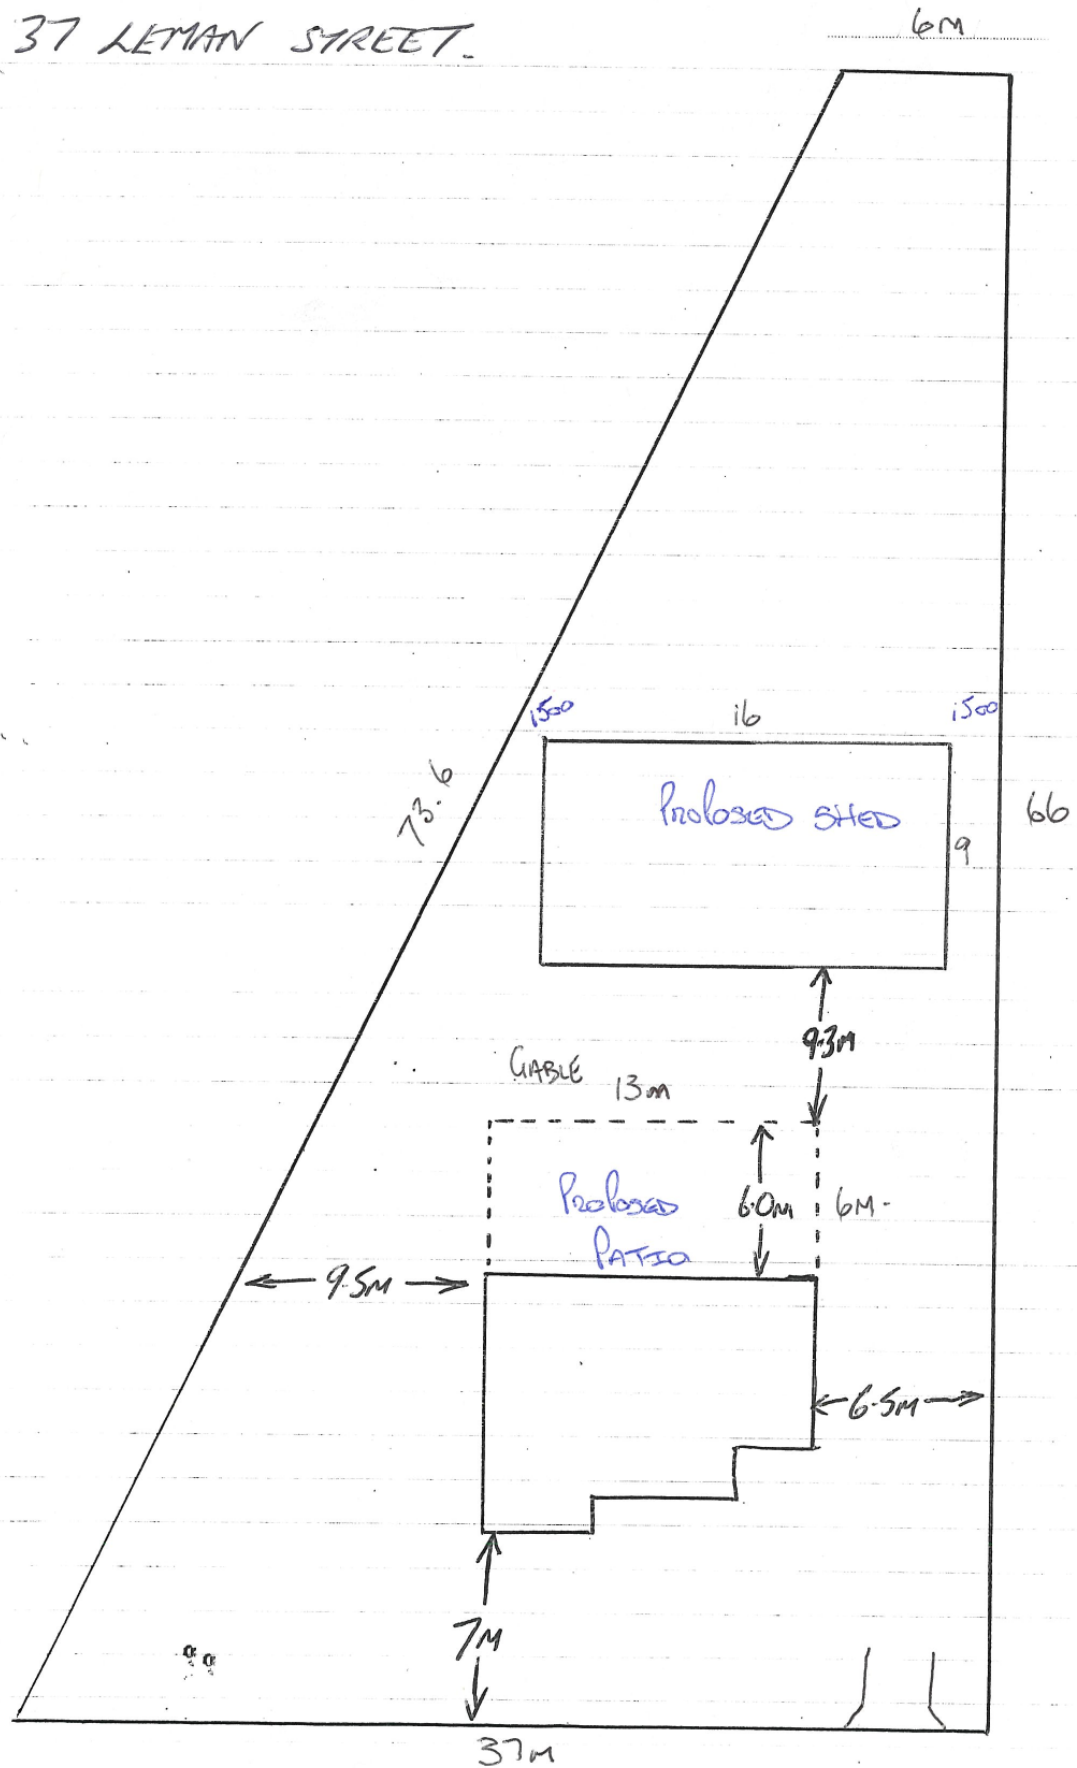 37 LEMAN STREET.
6M
1500
16
1500
PROPOSED SHED
9
66
73.6
9.3M
GABLE
13m
PROPOSED
PATIO
6.0M
6M.
9.5M
6.5M
7M
37M